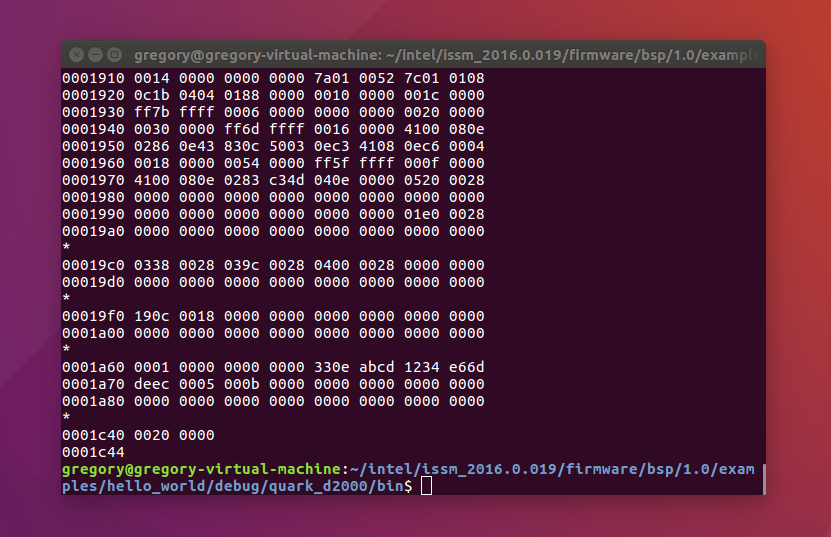 gregory@gregory-virtual-machine: ~/intel/issm_2016.0.019/firmware/bsp/1.0/example
0001910 0014 0000 0000 0000 7a01 0052 7c01 0108
0001920 0c1b 0404 0188 0000 0010 0000 001c 0000
0001930 ff7b ffff 0006 0000 0000 0000 0020 0000
0001940 0030 0000 ff6d ffff 0016 0000 4100 080e
0001950 0286 0e43 830c 5003 0ec3 4108 0ec6 0004
0001960 0018 0000 0054 0000 ff5f ffff 000f 0000
0001970 4100 080e 0283 c34d 040e 0000 0520 0028
0001980 0000 0000 0000 0000 0000 0000 0000 0000
0001990 0000 0000 0000 0000 0000 0000 01e0 0028
00019a0 0000 0000 0000 0000 0000 0000 0000 0000
*
00019c0 0338 0028 039c 0028 0400 0028 0000 0000
00019d0 0000 0000 0000 0000 0000 0000 0000 0000
*
00019f0 190c 0018 0000 0000 0000 0000 0000 0000
0001a00 0000 0000 0000 0000 0000 0000 0000 0000
*
0001a60 0001 0000 0000 0000 330e abcd 1234 e66d
0001a70 deec 0005 000b 0000 0000 0000 0000 0000
0001a80 0000 0000 0000 0000 0000 0000 0000 0000
*
0001c40 0020 0000
0001c44
gregory@gregory-virtual-machine:~/intel/issm_2016.0.019/firmware/bsp/1.0/exam
ples/hello_world/debug/quark_d2000/bin$